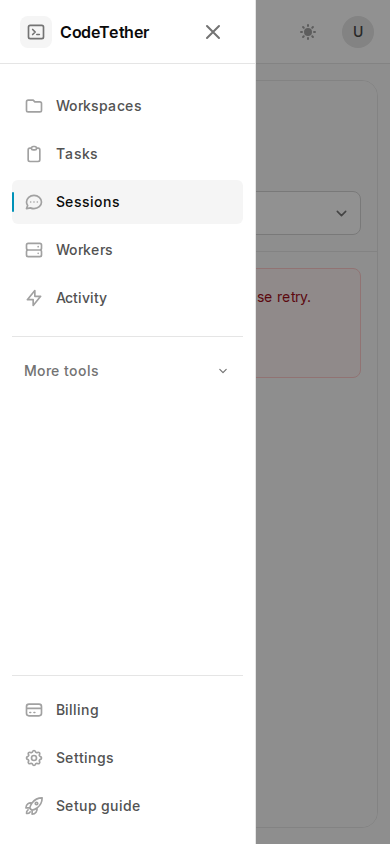 CodeTether
U
Workspaces
Tasks
Sessions
Workers
Activity
se retry.
More tools
Billing
Settings
Setup guide